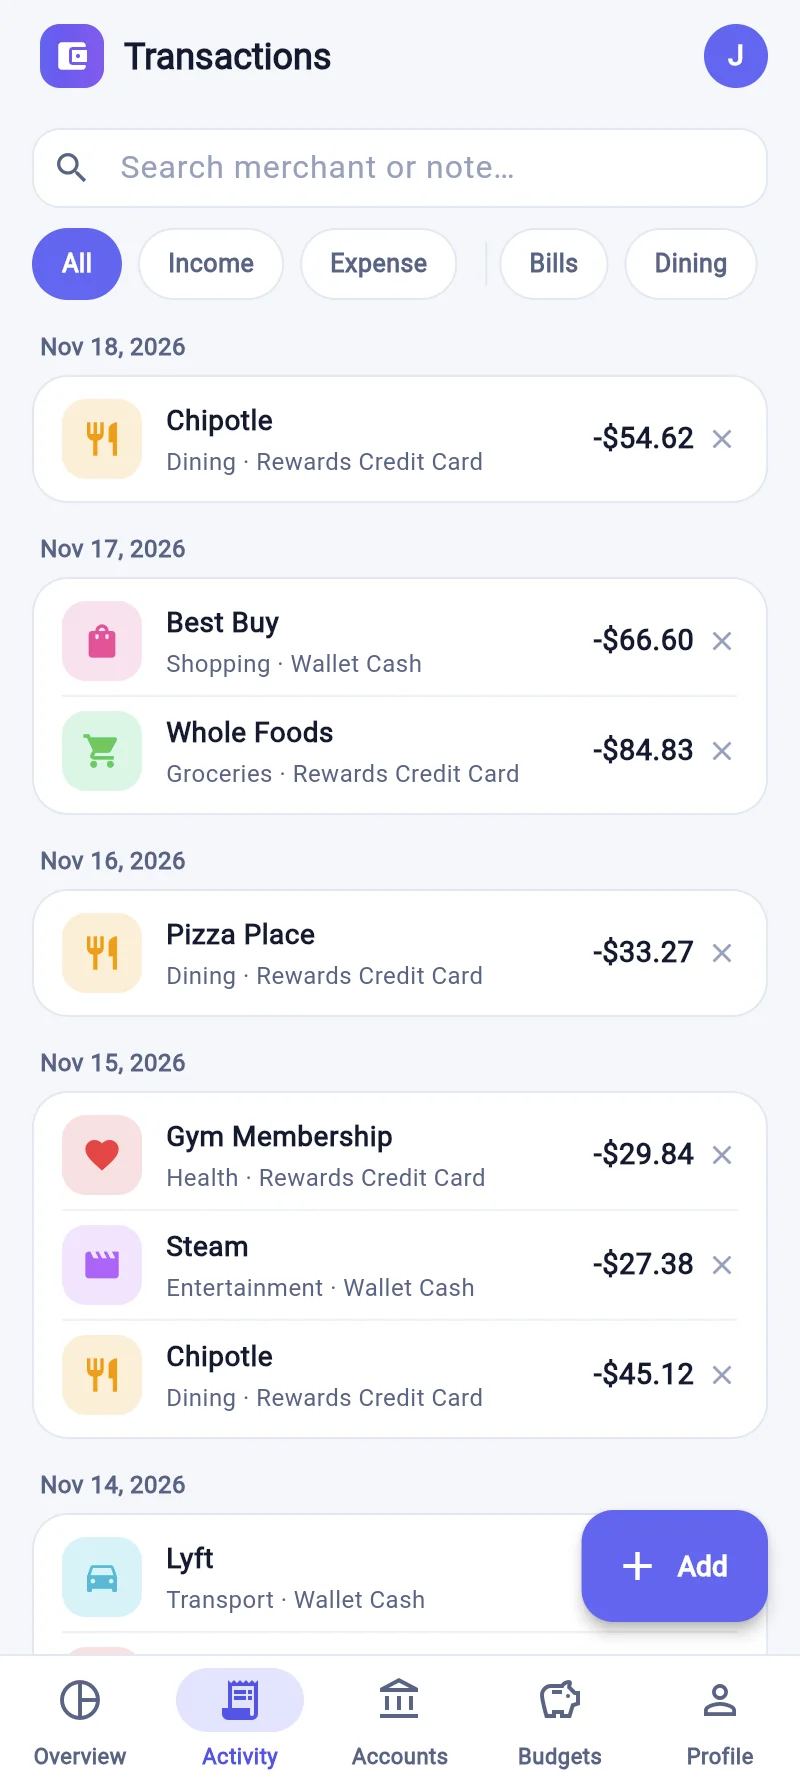 Transactions
J
Search merchant or note…
All Income Expense Bills Dining
Nov 18, 2026
Chipotle
Dining · Rewards Credit Card
-$54.62
Nov 17, 2026
Best Buy
Shopping · Wallet Cash
-$66.60
Whole Foods
Groceries · Rewards Credit Card
-$84.83
Nov 16, 2026
Pizza Place
Dining · Rewards Credit Card
-$33.27
Nov 15, 2026
Gym Membership
Health · Rewards Credit Card
-$29.84
Steam
Entertainment · Wallet Cash
-$27.38
Chipotle
Dining · Rewards Credit Card
-$45.12
Nov 14, 2026
Lyft
Transport · Wallet Cash
Add
Overview Activity Accounts Budgets Profile